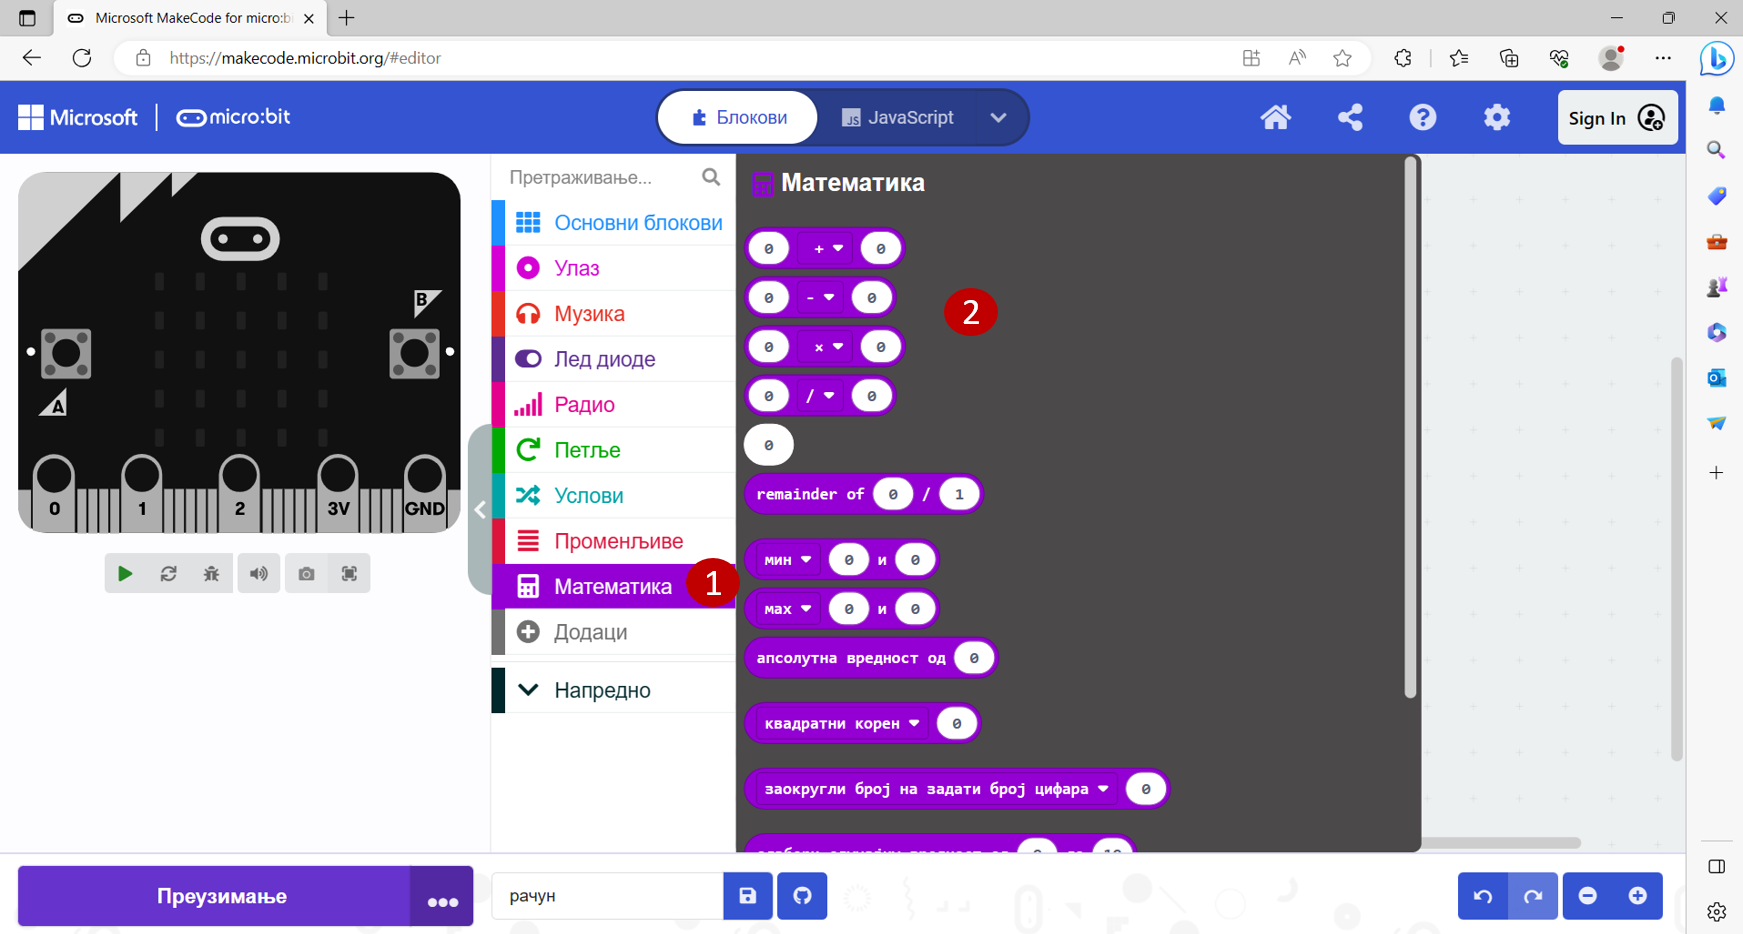 Microsoft MakeCode for micro:bi
https://makecode.microbit.org/#editor
Microsoft
micro:bit
Блокови
JS JavaScript
Sign In
B
A
0 1 2 3V GND
Претраживање...
Основни блокови
Улаз
Музика
Лед диоде
Радио
Петље
Услови
Променљиве
Математика
1
Додаци
Напредно
Математика
0 + 0
0 - 0
2
0 × 0
0 / 0
0
remainder of 0 / 1
мин 0 и 0
мах 0 и 0
апсолутна вредност од 0
квадратни корен 0
заокругли број на задати број цифара 0
Преузимање
рачун